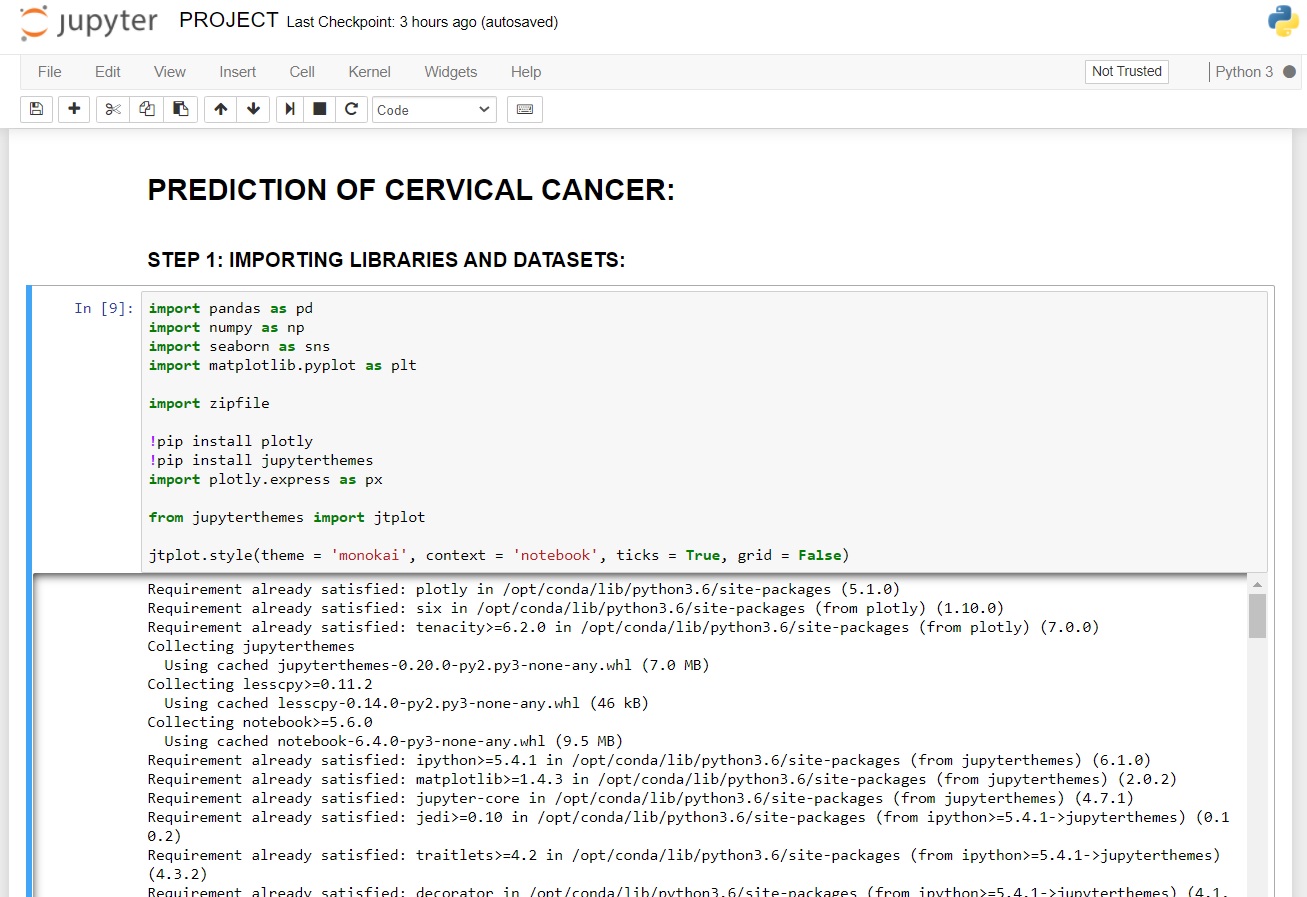 jupyter PROJECT Last Checkpoint: 3 hours ago (autosaved)
File Edit View Insert Cell Kernel Widgets Help Not Trusted Python 3
Code
PREDICTION OF CERVICAL CANCER:
STEP 1: IMPORTING LIBRARIES AND DATASETS:
In [9]: import pandas as pd
import numpy as np
import seaborn as sns
import matplotlib.pyplot as plt
import zipfile
!pip install plotly
!pip install jupyterthemes
import plotly.express as px
from jupyterthemes import jtplot
jtplot.style(theme = 'monokai', context = 'notebook', ticks = True, grid = False)
Requirement already satisfied: plotly in /opt/conda/lib/python3.6/site-packages (5.1.0)
Requirement already satisfied: six in /opt/conda/lib/python3.6/site-packages (from plotly) (1.10.0)
Requirement already satisfied: tenacity>=6.2.0 in /opt/conda/lib/python3.6/site-packages (from plotly) (7.0.0)
Collecting jupyterthemes
Using cached jupyterthemes-0.20.0-py2.py3-none-any.whl (7.0 MB)
Collecting lesscpy>=0.11.2
Using cached lesscpy-0.14.0-py2.py3-none-any.whl (46 kB)
Collecting notebook>=5.6.0
Using cached notebook-6.4.0-py3-none-any.whl (9.5 MB)
Requirement already satisfied: ipython>=5.4.1 in /opt/conda/lib/python3.6/site-packages (from jupyterthemes) (6.1.0)
Requirement already satisfied: matplotlib>=1.4.3 in /opt/conda/lib/python3.6/site-packages (from jupyterthemes) (2.0.2)
Requirement already satisfied: jupyter-core in /opt/conda/lib/python3.6/site-packages (from jupyterthemes) (4.7.1)
Requirement already satisfied: jedi>=0.10 in /opt/conda/lib/python3.6/site-packages (from ipython>=5.4.1->jupyterthemes) (0.1
0.2)
Requirement already satisfied: traitlets>=4.2 in /opt/conda/lib/python3.6/site-packages (from ipython>=5.4.1->jupyterthemes)
(4.3.2)
Requirement already satisfied: decorator in /opt/conda/lib/python3.6/site-packages (from ipython>=5.4.1->jupyterthemes) (4.1.